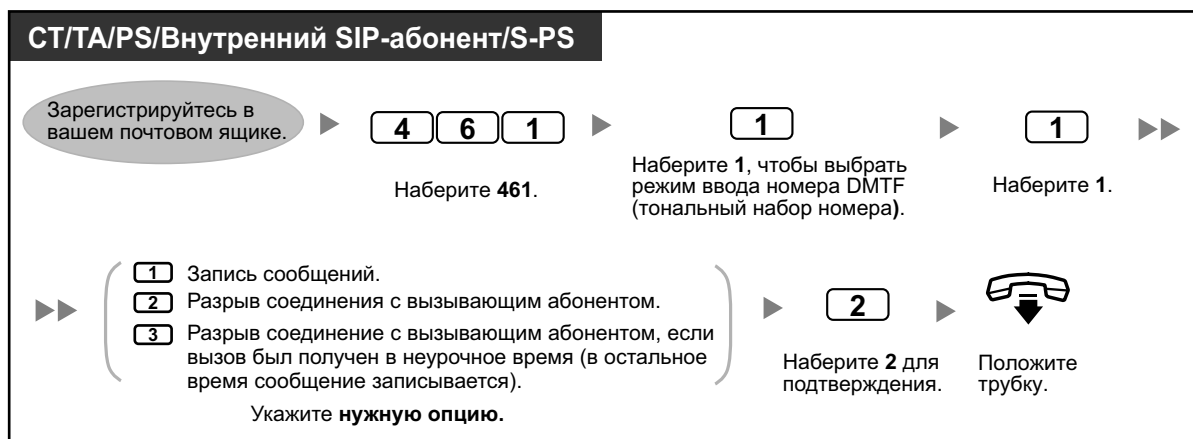 CT/TA/PS/Внутренний SIP-абонент/S-PS
Зарегистрируйтесь в
вашем почтовом ящике.
4 6 1
Наберите 461.
1
Наберите 1, чтобы выбрать
режим ввода номера DMTF
(тональный набор номера).
1
Наберите 1.
1 Запись сообщений.
2 Разрыв соединения с вызывающим абонентом.
3 Разрыв соединение с вызывающим абонентом, если
вызов был получен в неурочное время (в остальное
время сообщение записывается).
Укажите нужную опцию.
2
Наберите 2 для
подтверждения.
Положите
трубку.